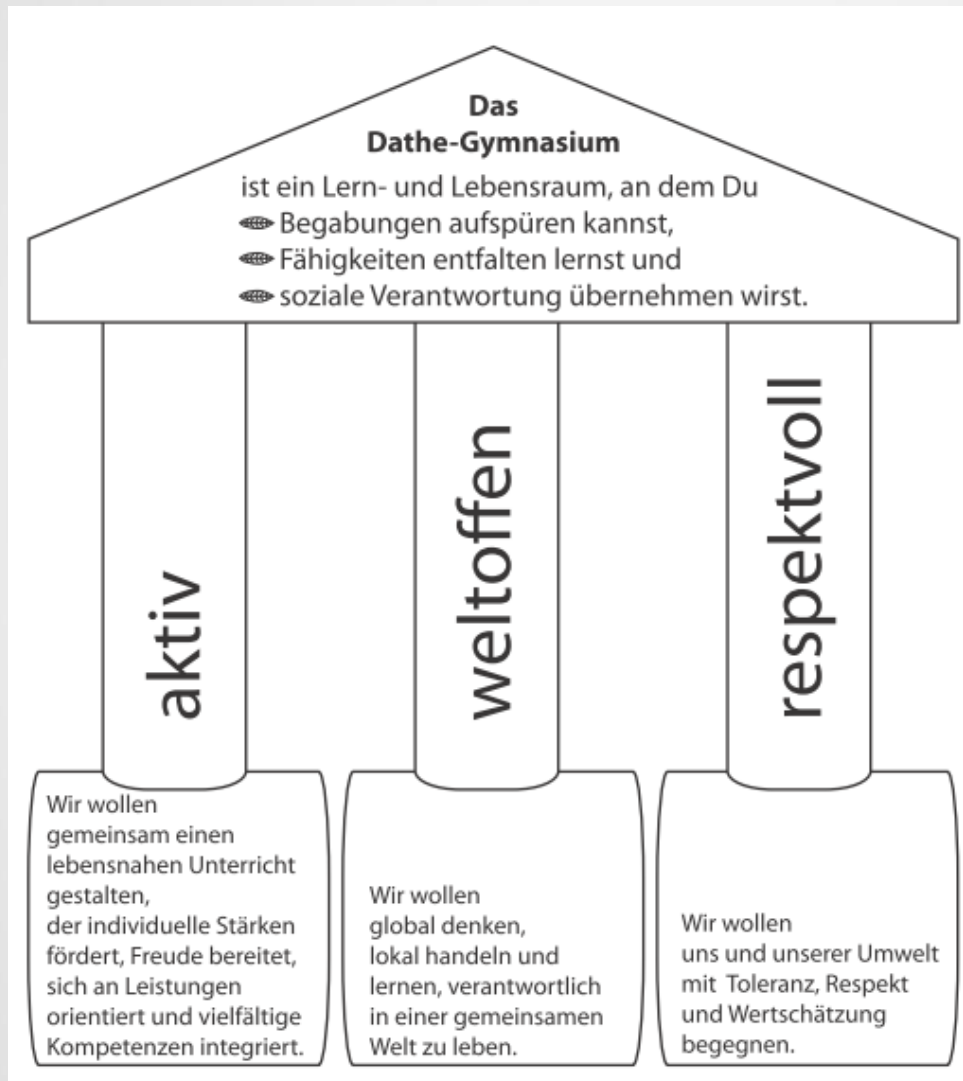 Das
Dathe-Gymnasium
ist ein Lern- und Lebensraum, an dem Du
Begabungen aufspüren kannst,
Fähigkeiten entfalten lernst und
soziale Verantwortung übernehmen wirst.
aktiv
weltoffen
respektvoll
Wir wollen
gemeinsam einen
lebensnahen Unterricht
gestalten,
der individuelle Stärken
fördert, Freude bereitet,
sich an Leistungen
orientiert und vielfältige
Kompetenzen integriert.
Wir wollen
global denken,
lokal handeln und
lernen, verantwortlich
in einer gemeinsamen
Welt zu leben.
Wir wollen
uns und unserer Umwelt
mit Toleranz, Respekt
und Wertschätzung
begegnen.